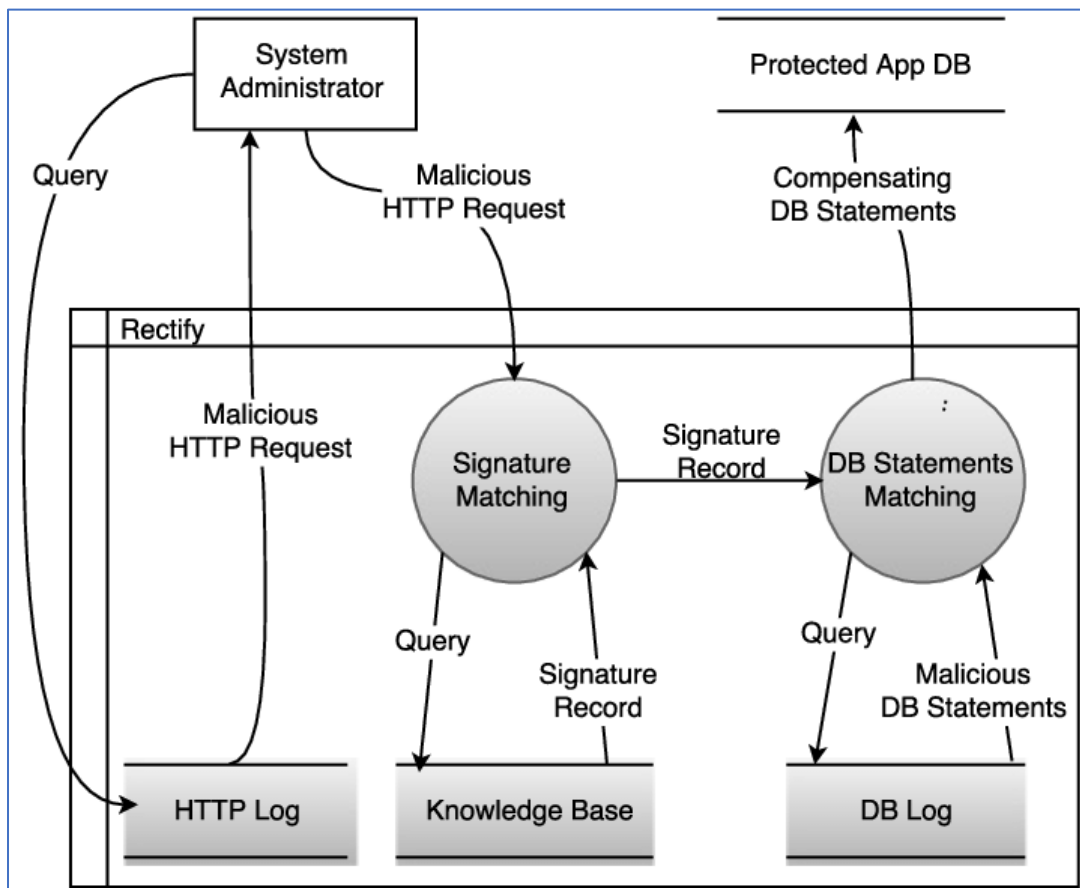 System
Administrator
Protected App DB
Query
Malicious
HTTP Request
Compensating
DB Statements
Rectify
Malicious
HTTP Request
Signature
Matching
Signature
Record
:
DB Statements
Matching
Query
Signature
Record
Query
Malicious
DB Statements
HTTP Log
Knowledge Base
DB Log